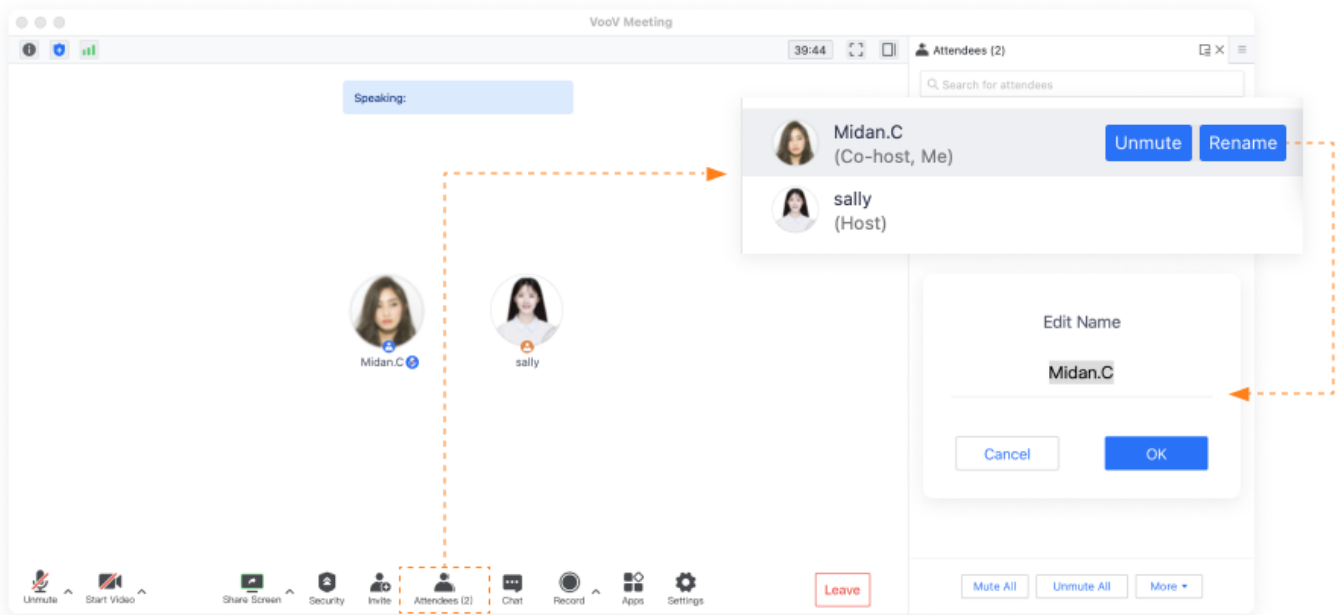 VooV Meeting
39:44
Attendees (2)
Search for attendees
Speaking:
Midan.C
(Co-host, Me)
Unmute
Rename
sally
(Host)
Midan.C
sally
Edit Name
Midan.C
Cancel
OK
Unmute
Start Video
Share Screen
Security
Invite
Attendees (2)
Chat
Record
Apps
Settings
Leave
Mute All
Unmute All
More